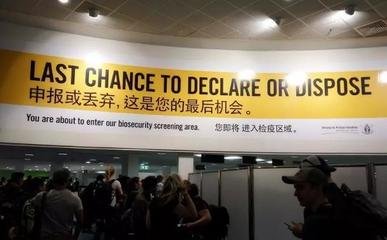 LAST CHANCE TO DECLARE OR DISPOSE
申报或丢弃,这是您的最后机会。
You are about to enter our biosecurity screening area. 您即将 进入检疫区域。